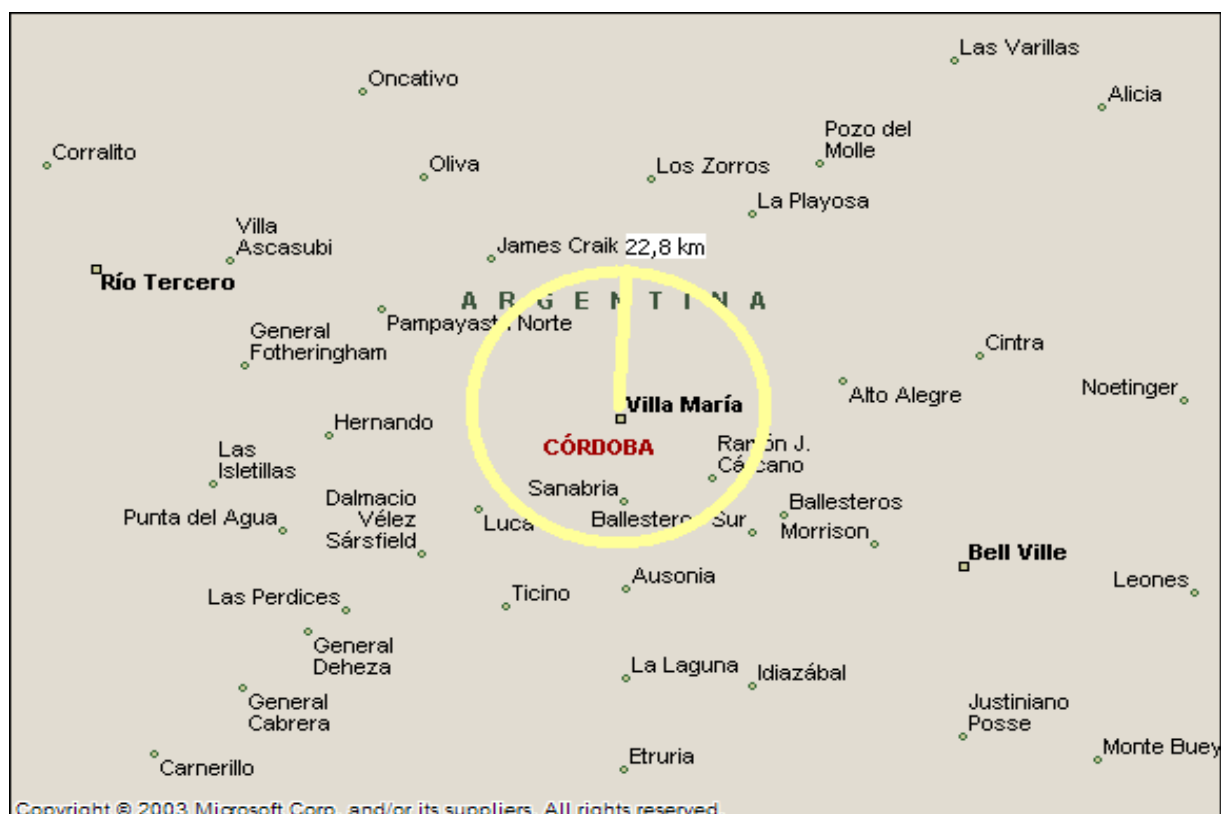 Las Varillas
Oncativo
Alicia
Pozo del
Molle
Corralito
Oliva
Los Zorros
La Playosa
Villa
Ascasubi
James Craik
22,8 km
Río Tercero
ARGENTINA
Pampayasta Norte
General
Fotheringham
Cintra
Alto Alegre
Noetinger
Villa María
Hernando
CÓRDOBA
Ramón J.
Cárcano
Las
Isletillas
Sanabria
Dalmacio
Vélez
Sársfield
Ballesteros
Punta del Agua
Luca
Ballesteros Sur
Morrison
Bell Ville
Ausonia
Leones
Las Perdices
Ticino
General
Deheza
La Laguna
Idiazábal
General
Cabrera
Justiniano
Posse
Etruria
Monte Buey
Carnerillo
Copyright © 2003 Microsoft Corp. and/or its suppliers. All rights reserved.